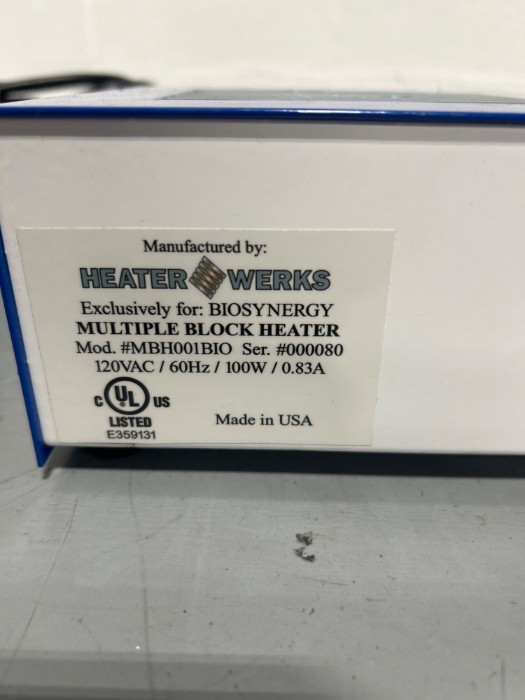 Manufactured by:
HEATER WERKS
Exclusively for: BIOSYNERGY
MULTIPLE BLOCK HEATER
Mod. #MBH001BIO Ser. #000080
120VAC / 60Hz / 100W / 0.83A
C UL US
LISTED
E359131
Made in USA